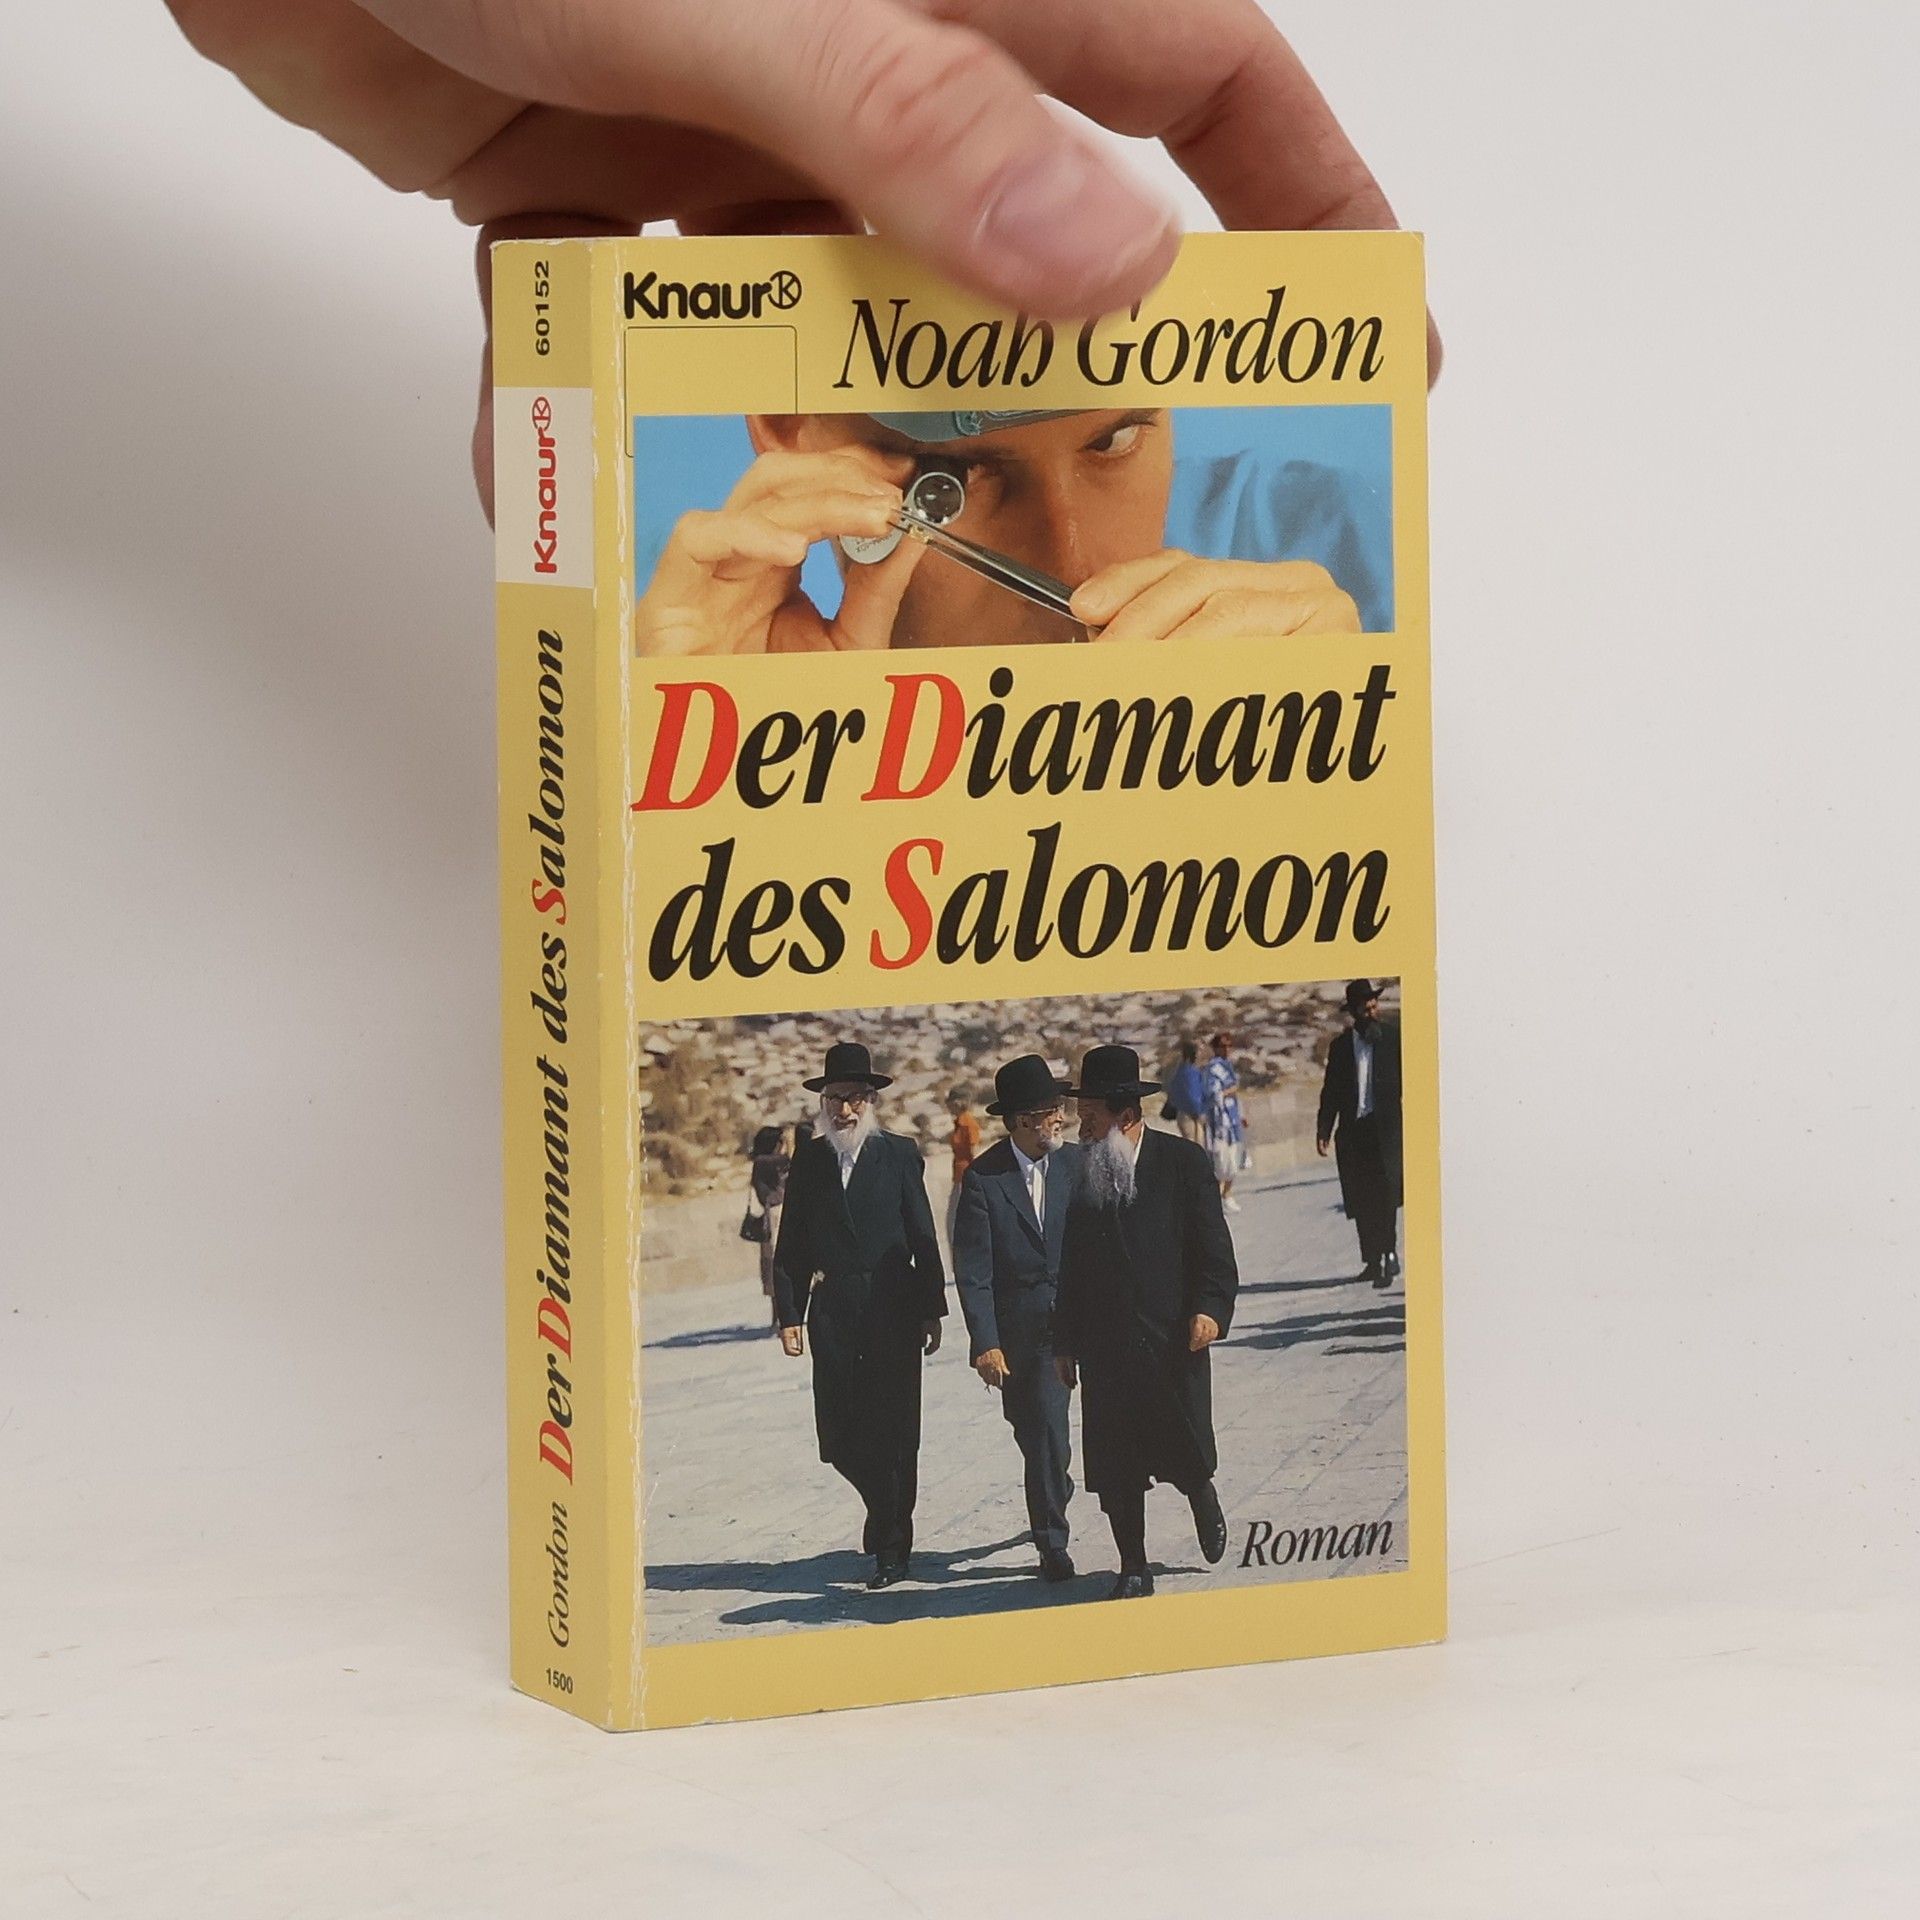 Knaur
Noah Gordon
Der Diamant
des Salomon
Roman
60152
Knaur
Gordon Der Diamant des Salomon
1500